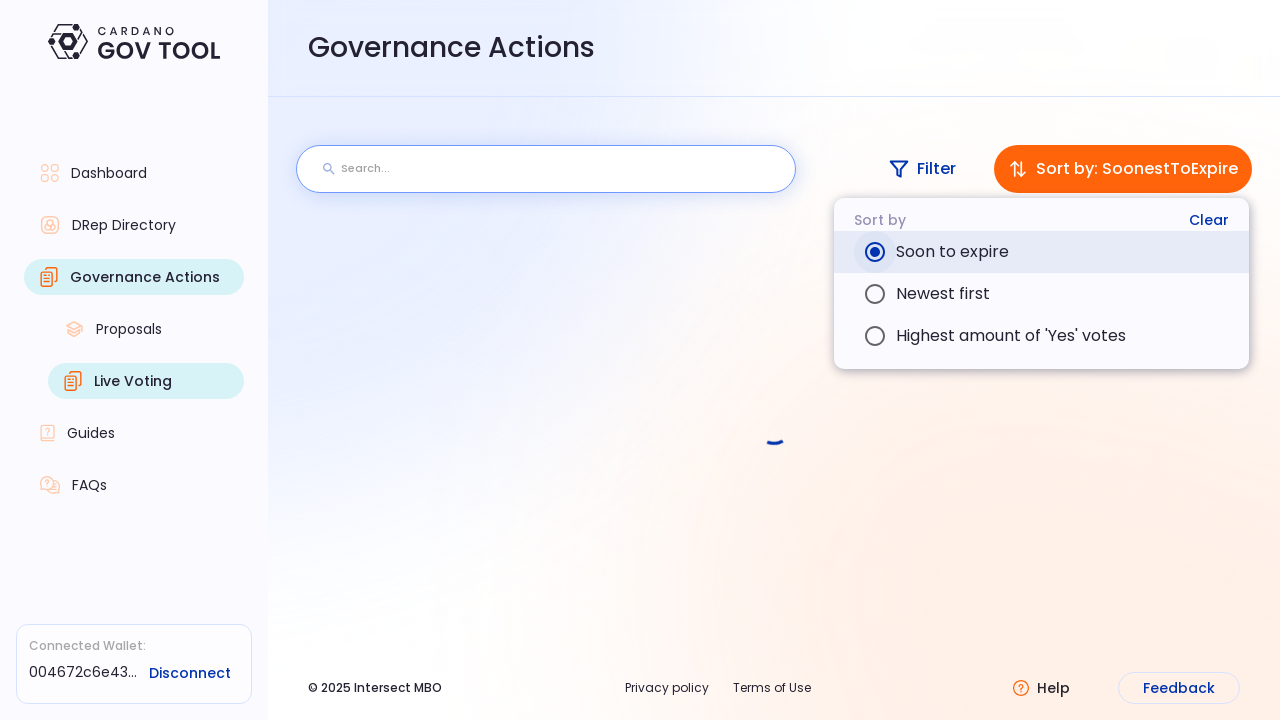 CARDANO
GOV TOOL
Governance Actions
Dashboard
DRep Directory
Governance Actions
Proposals
Live Voting
Guides
FAQs
Connected Wallet:
004672c6e43...
Disconnect
Search...
Filter
Sort by: SoonestToExpire
Sort by
Clear
Soon to expire
Newest first
Highest amount of 'Yes' votes
© 2025 Intersect MBO
Privacy policy
Terms of Use
Help
Feedback